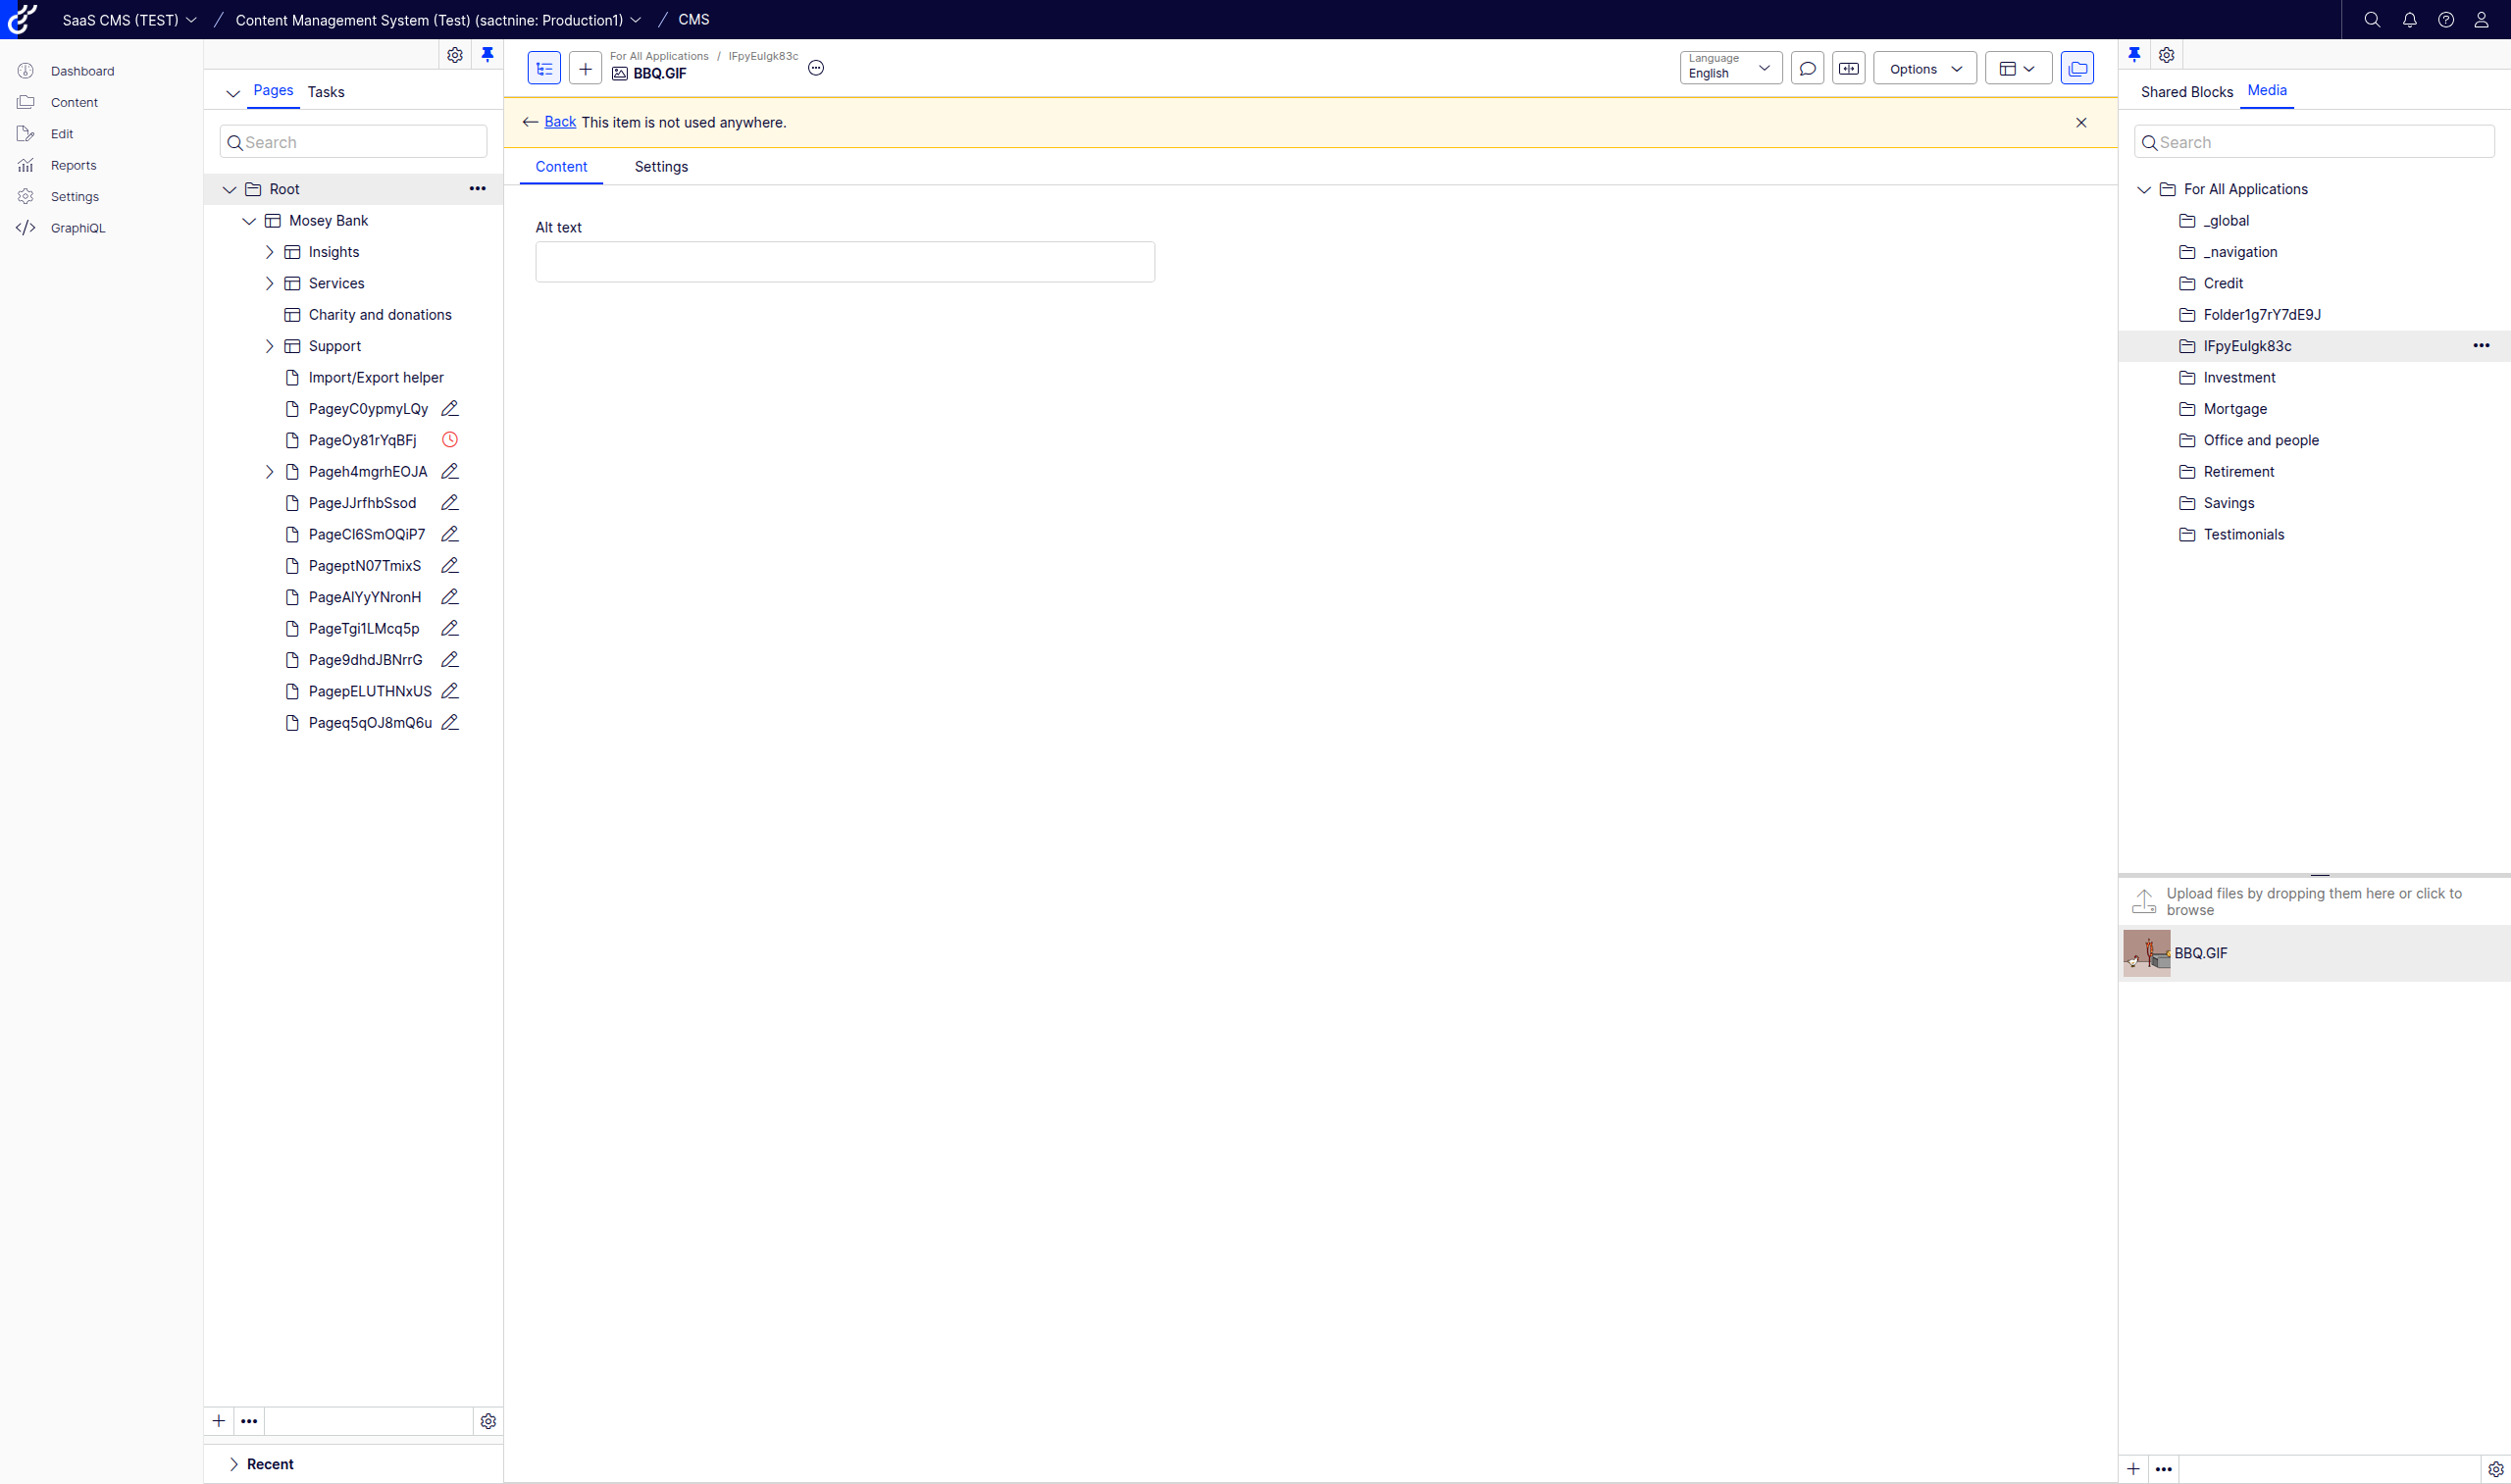 SaaS CMS (TEST) / Content Management System (Test) (sactnine: Production1) / CMS
Dashboard
Content
Edit
Reports
Settings
GraphiQL
Pages Tasks
Search
Root
Mosey Bank
Insights
Services
Charity and donations
Support
Import/Export helper
PageyC0ypmyLQy
PageOy81rYqBFj
Pageh4mgrhEOJA
PageJJrfhbSsod
PageCl6SmOQiP7
PageptN07TmixS
PageAlYyYNronH
PageTgi1LMcq5p
Page9dhdJBNrrG
PagepELUTHNxUS
Pageq5qOJ8mQ6u
Recent
For All Applications / IFpyEuIgk83c
BBQ.GIF
Language
English
Options
Back This item is not used anywhere.
Content Settings
Alt text
Shared Blocks Media
Search
For All Applications
_global
_navigation
Credit
Folder1g7rY7dE9J
IFpyEuIgk83c
Investment
Mortgage
Office and people
Retirement
Savings
Testimonials
Upload files by dropping them here or click to
browse
BBQ.GIF